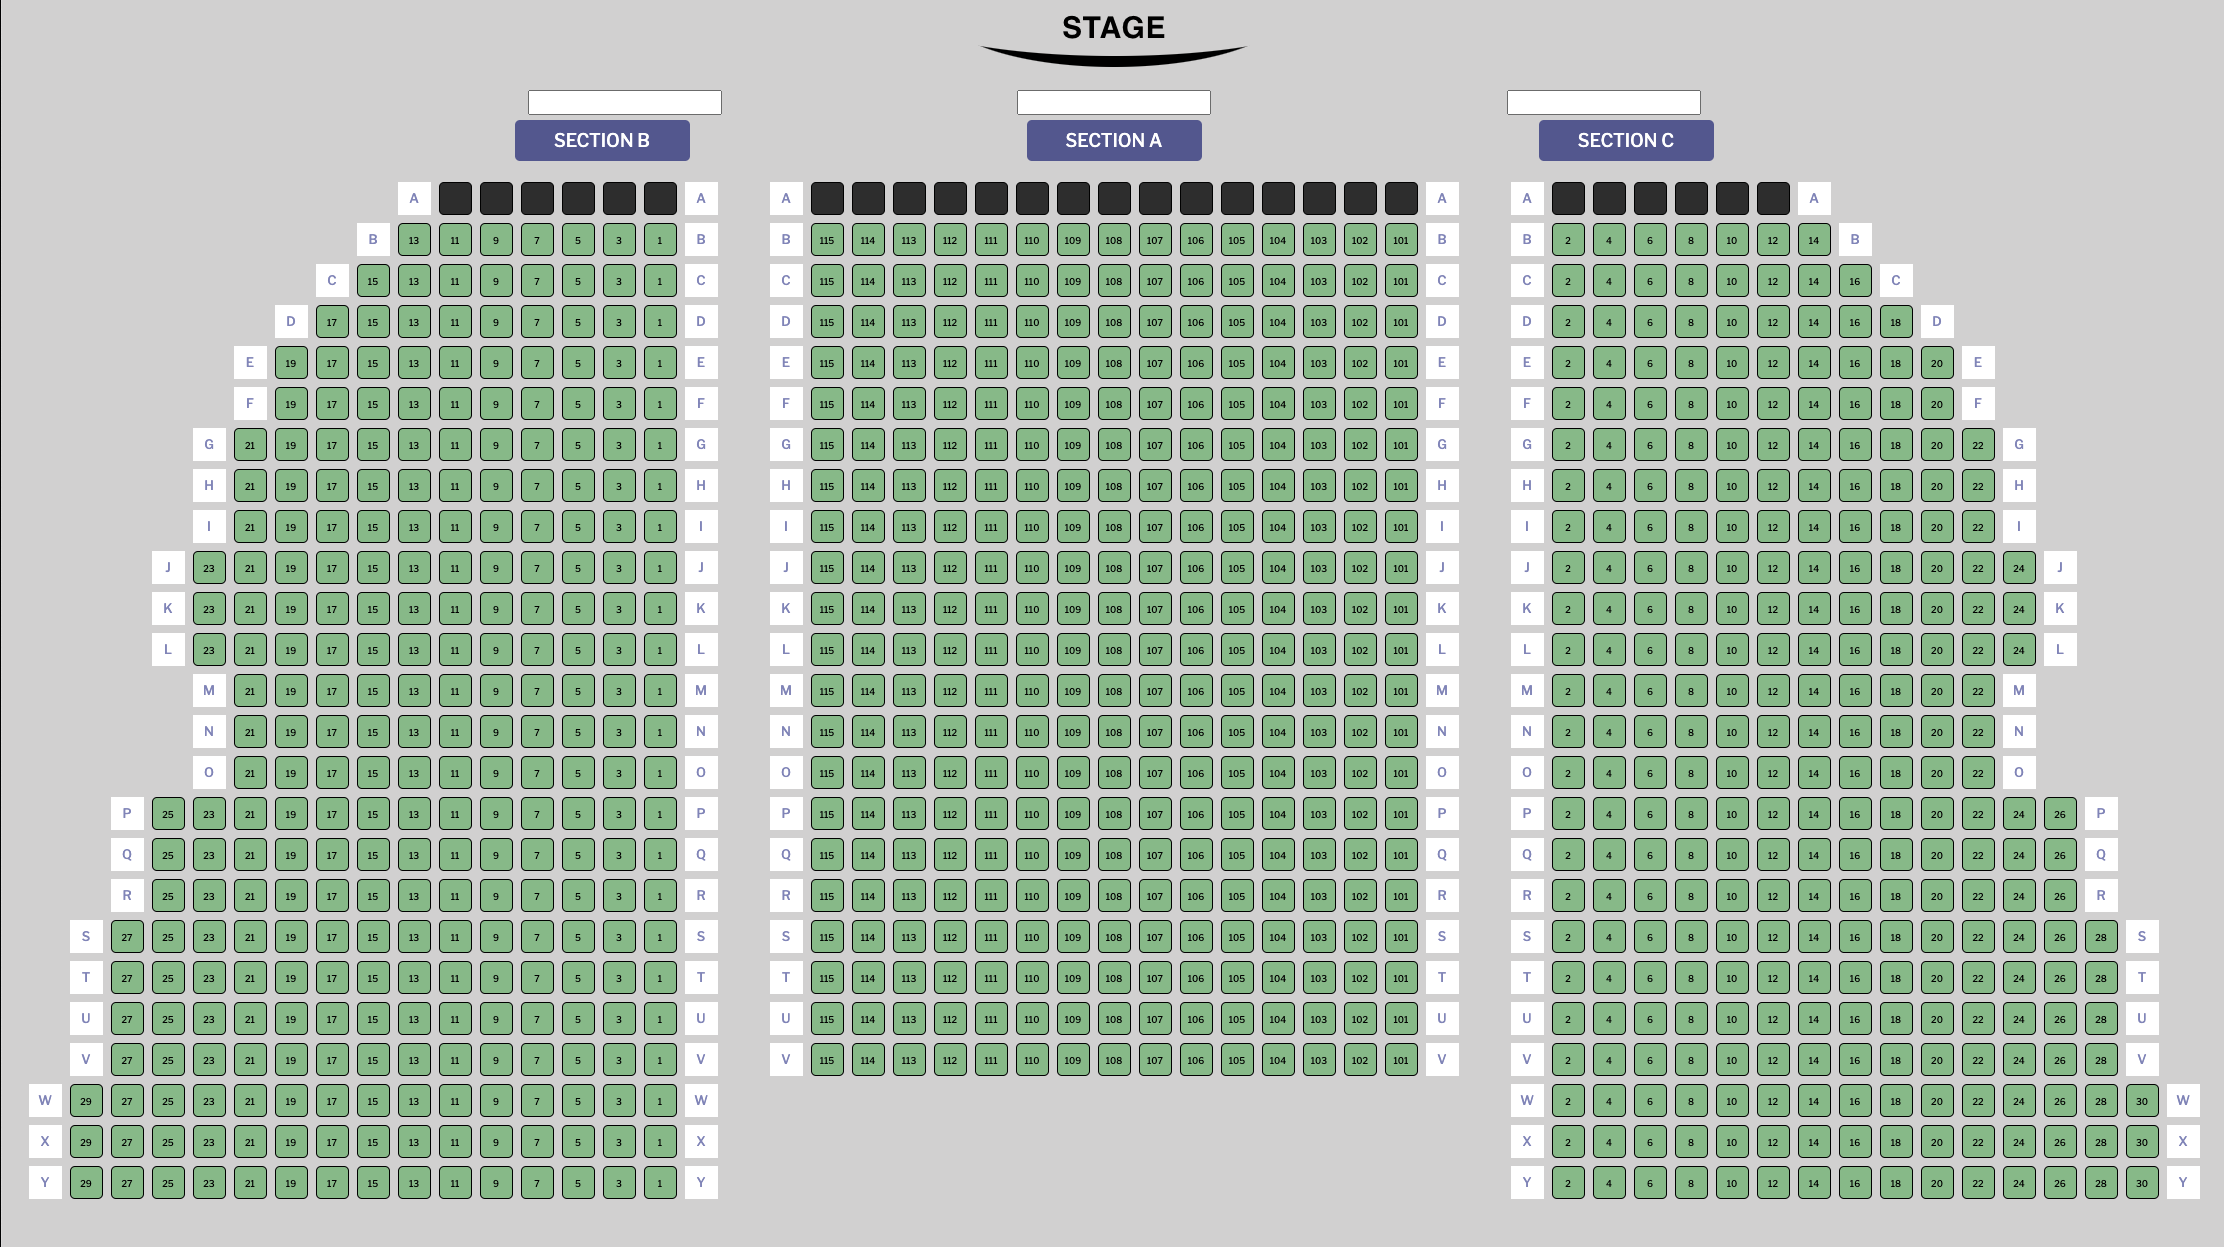 STAGE
SECTION B SECTION A SECTION C
A A A A A A
B 13 11 9 7 5 3 1 B B 115 114 113 112 111 110 109 108 107 106 105 104 103 102 101 B B 2 4 6 8 10 12 14 B
C 15 13 11 9 7 5 3 1 C C 115 114 113 112 111 110 109 108 107 106 105 104 103 102 101 C C 2 4 6 8 10 12 14 16 C
D 17 15 13 11 9 7 5 3 1 D D 115 114 113 112 111 110 109 108 107 106 105 104 103 102 101 D D 2 4 6 8 10 12 14 16 18 D
E 19 17 15 13 11 9 7 5 3 1 E E 115 114 113 112 111 110 109 108 107 106 105 104 103 102 101 E E 2 4 6 8 10 12 14 16 18 20 E
F 19 17 15 13 11 9 7 5 3 1 F F 115 114 113 112 111 110 109 108 107 106 105 104 103 102 101 F F 2 4 6 8 10 12 14 16 18 20 F
G 21 19 17 15 13 11 9 7 5 3 1 G G 115 114 113 112 111 110 109 108 107 106 105 104 103 102 101 G G 2 4 6 8 10 12 14 16 18 20 22 G
H 21 19 17 15 13 11 9 7 5 3 1 H H 115 114 113 112 111 110 109 108 107 106 105 104 103 102 101 H H 2 4 6 8 10 12 14 16 18 20 22 H
I 21 19 17 15 13 11 9 7 5 3 1 I I 115 114 113 112 111 110 109 108 107 106 105 104 103 102 101 I I 2 4 6 8 10 12 14 16 18 20 22 I
J 23 21 19 17 15 13 11 9 7 5 3 1 J J 115 114 113 112 111 110 109 108 107 106 105 104 103 102 101 J J 2 4 6 8 10 12 14 16 18 20 22 24 J
K 23 21 19 17 15 13 11 9 7 5 3 1 K K 115 114 113 112 111 110 109 108 107 106 105 104 103 102 101 K K 2 4 6 8 10 12 14 16 18 20 22 24 K
L 23 21 19 17 15 13 11 9 7 5 3 1 L L 115 114 113 112 111 110 109 108 107 106 105 104 103 102 101 L L 2 4 6 8 10 12 14 16 18 20 22 24 L
M 21 19 17 15 13 11 9 7 5 3 1 M M 115 114 113 112 111 110 109 108 107 106 105 104 103 102 101 M M 2 4 6 8 10 12 14 16 18 20 22 M
N 21 19 17 15 13 11 9 7 5 3 1 N N 115 114 113 112 111 110 109 108 107 106 105 104 103 102 101 N N 2 4 6 8 10 12 14 16 18 20 22 N
O 21 19 17 15 13 11 9 7 5 3 1 O O 115 114 113 112 111 110 109 108 107 106 105 104 103 102 101 O O 2 4 6 8 10 12 14 16 18 20 22 O
P 25 23 21 19 17 15 13 11 9 7 5 3 1 P P 115 114 113 112 111 110 109 108 107 106 105 104 103 102 101 P P 2 4 6 8 10 12 14 16 18 20 22 24 26 P
Q 25 23 21 19 17 15 13 11 9 7 5 3 1 Q Q 115 114 113 112 111 110 109 108 107 106 105 104 103 102 101 Q Q 2 4 6 8 10 12 14 16 18 20 22 24 26 Q
R 25 23 21 19 17 15 13 11 9 7 5 3 1 R R 115 114 113 112 111 110 109 108 107 106 105 104 103 102 101 R R 2 4 6 8 10 12 14 16 18 20 22 24 26 R
S 27 25 23 21 19 17 15 13 11 9 7 5 3 1 S S 115 114 113 112 111 110 109 108 107 106 105 104 103 102 101 S S 2 4 6 8 10 12 14 16 18 20 22 24 26 28 S
T 27 25 23 21 19 17 15 13 11 9 7 5 3 1 T T 115 114 113 112 111 110 109 108 107 106 105 104 103 102 101 T T 2 4 6 8 10 12 14 16 18 20 22 24 26 28 T
U 27 25 23 21 19 17 15 13 11 9 7 5 3 1 U U 115 114 113 112 111 110 109 108 107 106 105 104 103 102 101 U U 2 4 6 8 10 12 14 16 18 20 22 24 26 28 U
V 27 25 23 21 19 17 15 13 11 9 7 5 3 1 V V 115 114 113 112 111 110 109 108 107 106 105 104 103 102 101 V V 2 4 6 8 10 12 14 16 18 20 22 24 26 28 V
W 29 27 25 23 21 19 17 15 13 11 9 7 5 3 1 W W 2 4 6 8 10 12 14 16 18 20 22 24 26 28 30 W
X 29 27 25 23 21 19 17 15 13 11 9 7 5 3 1 X X 2 4 6 8 10 12 14 16 18 20 22 24 26 28 30 X
Y 29 27 25 23 21 19 17 15 13 11 9 7 5 3 1 Y Y 2 4 6 8 10 12 14 16 18 20 22 24 26 28 30 Y